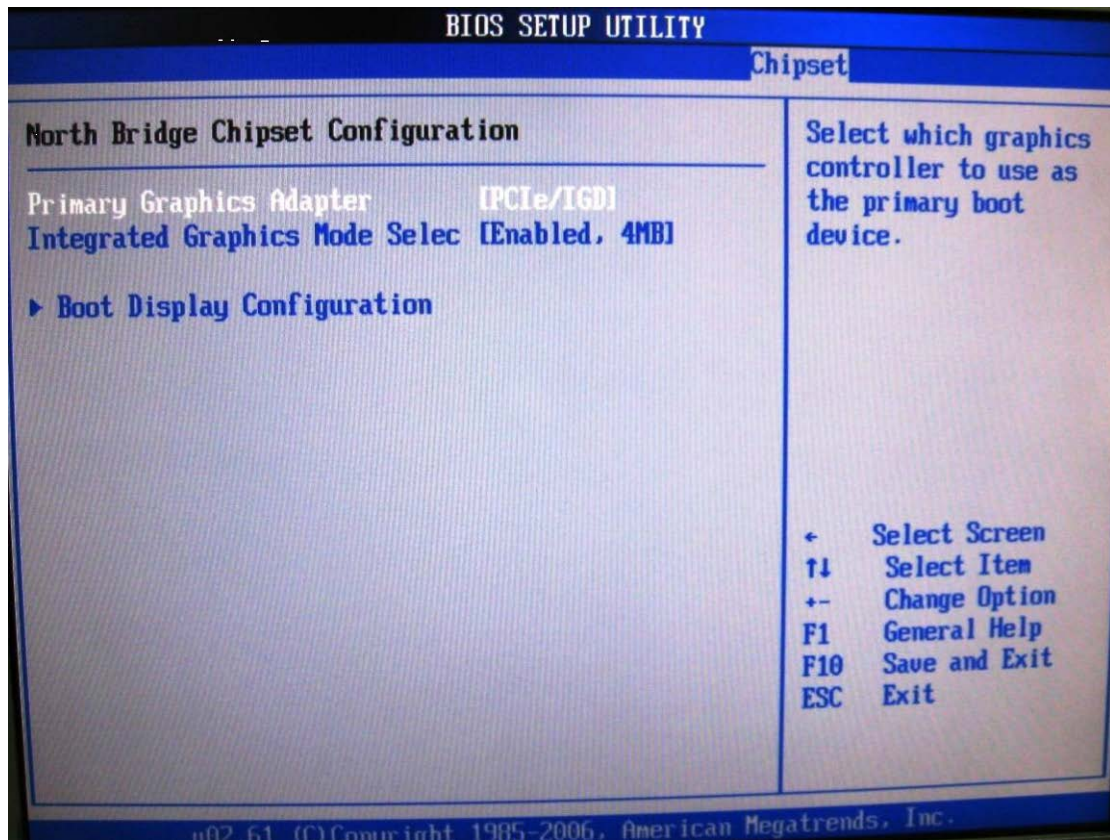 BIOS SETUP UTILITY
Chipset
North Bridge Chipset Configuration
Primary Graphics Adapter [PCIe/IGD]
Integrated Graphics Mode Selec [Enabled, 4MB]
▶ Boot Display Configuration
Select which graphics
controller to use as
the primary boot
device.
← Select Screen
↑↓ Select Item
+- Change Option
F1 General Help
F10 Save and Exit
ESC Exit
v02.61 (C)Copyright 1985-2006, American Megatrends, Inc.